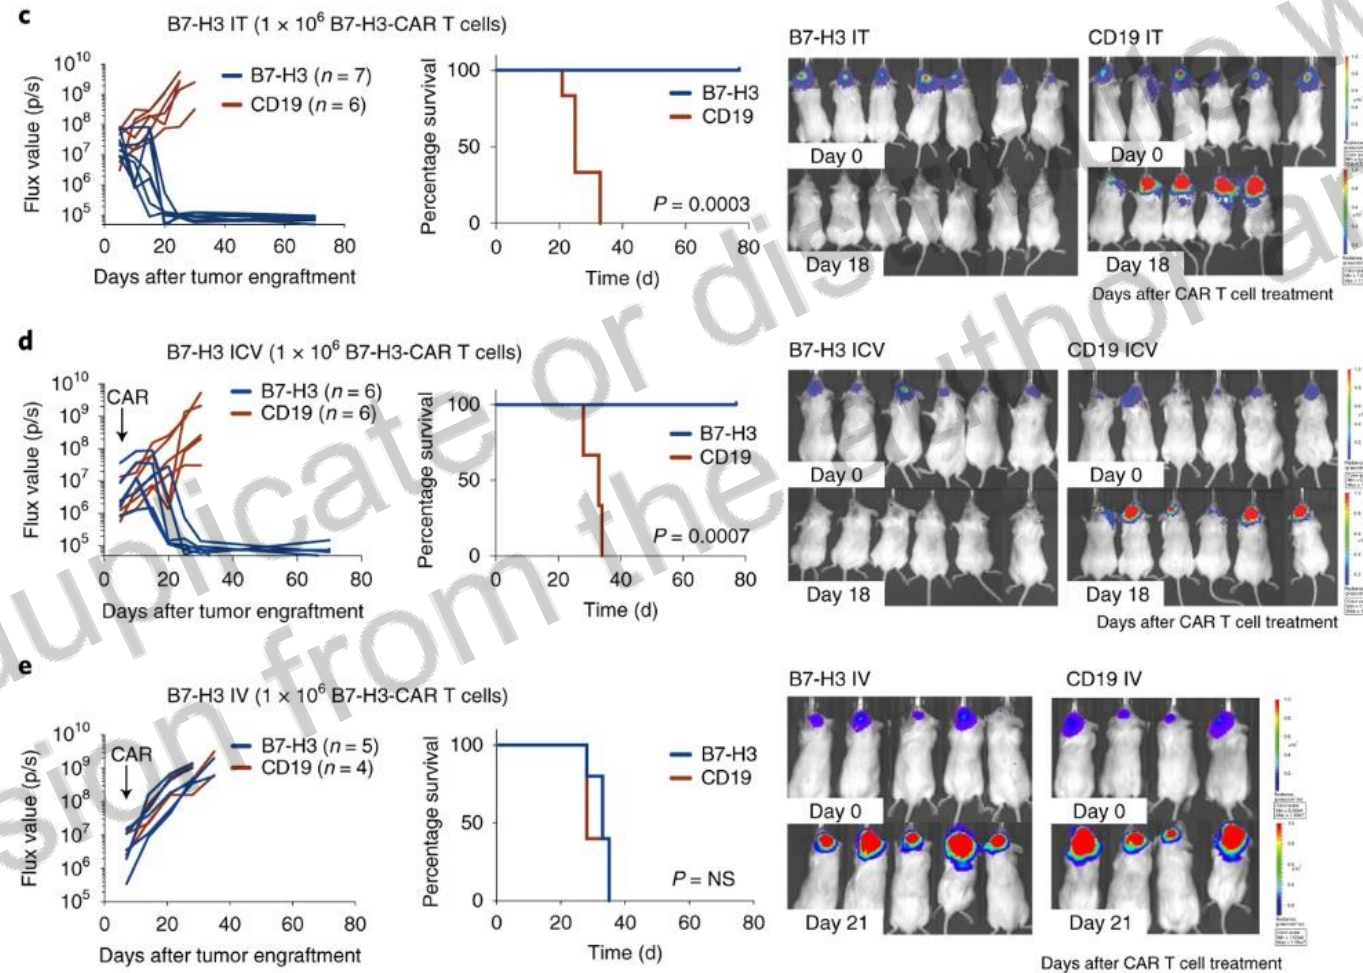 c
B7-H3 IT (1 × 10⁶ B7-H3-CAR T cells)
Flux value (p/s)
10¹⁰
10⁹
10⁸
10⁷
10⁶
10⁵
0 20 40 60 80
Days after tumor engraftment
B7-H3 (n = 7)
CD19 (n = 6)
Percentage survival
100
50
0
0 20 40 60 80
Time (d)
B7-H3
CD19
P = 0.0003
B7-H3 IT
CD19 IT
Day 0
Day 0
Day 18
Day 18
Days after CAR T cell treatment
d
B7-H3 ICV (1 × 10⁶ B7-H3-CAR T cells)
Flux value (p/s)
10¹⁰
10⁹
10⁸
10⁷
10⁶
10⁵
0 20 40 60 80
Days after tumor engraftment
CAR
B7-H3 (n = 6)
CD19 (n = 6)
Percentage survival
100
50
0
0 20 40 60 80
Time (d)
B7-H3
CD19
P = 0.0007
B7-H3 ICV
CD19 ICV
Day 0
Day 0
Day 18
Day 18
Days after CAR T cell treatment
e
B7-H3 IV (1 × 10⁶ B7-H3-CAR T cells)
Flux value (p/s)
10¹⁰
10⁹
10⁸
10⁷
10⁶
10⁵
0 20 40 60 80
Days after tumor engraftment
CAR
B7-H3 (n = 5)
CD19 (n = 4)
Percentage survival
100
50
0
0 20 40 60 80
Time (d)
B7-H3
CD19
P = NS
B7-H3 IV
CD19 IV
Day 0
Day 0
Day 21
Day 21
Days after CAR T cell treatment
duplicate or
from the author